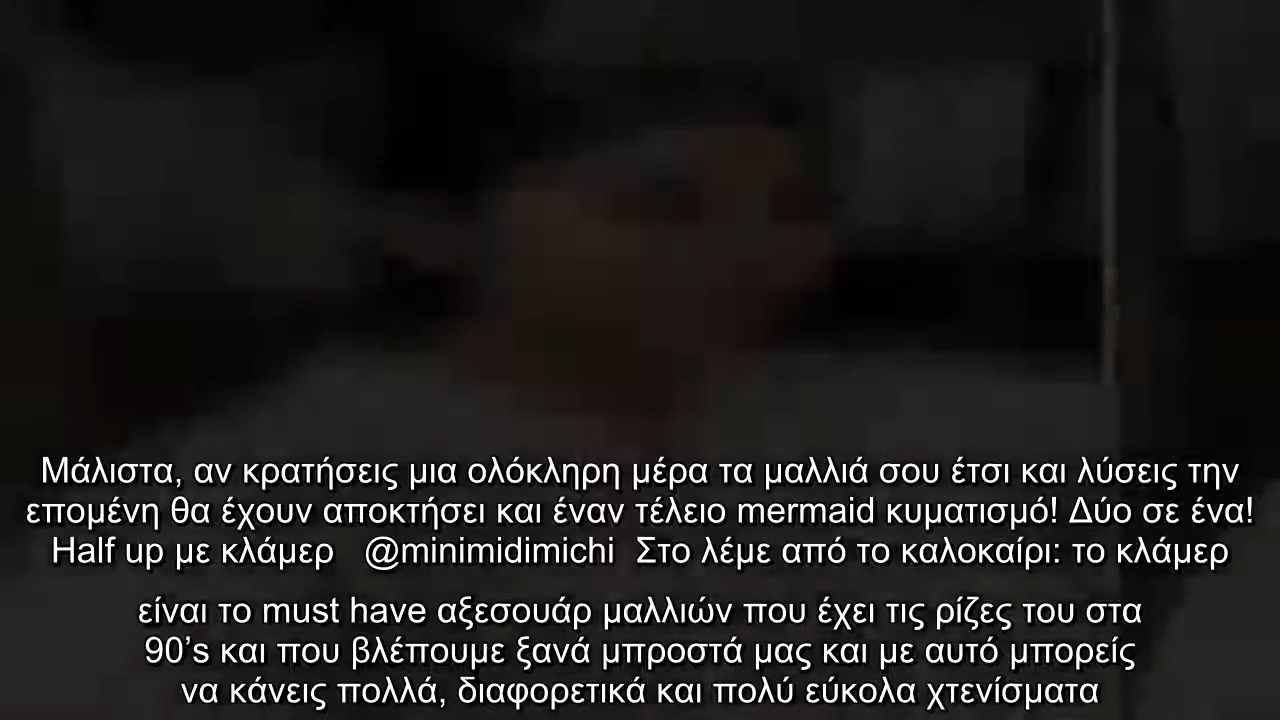 Μάλιστα, αν κρατήσεις μια ολόκληρη μέρα τα μαλλιά σου έτσι και λύσεις την
επομένη θα έχουν αποκτήσει και έναν τέλειο mermaid κυματισμό! Δύο σε ένα!
Half up με κλάμερ @minimidimichi Στο λέμε από το καλοκαίρι: το κλάμερ
είναι το must have αξεσουάρ μαλλιών που έχει τις ρίζες του στα
90’s και που βλέπουμε ξανά μπροστά μας και με αυτό μπορείς
να κάνεις πολλά, διαφορετικά και πολύ εύκολα χτενίσματα